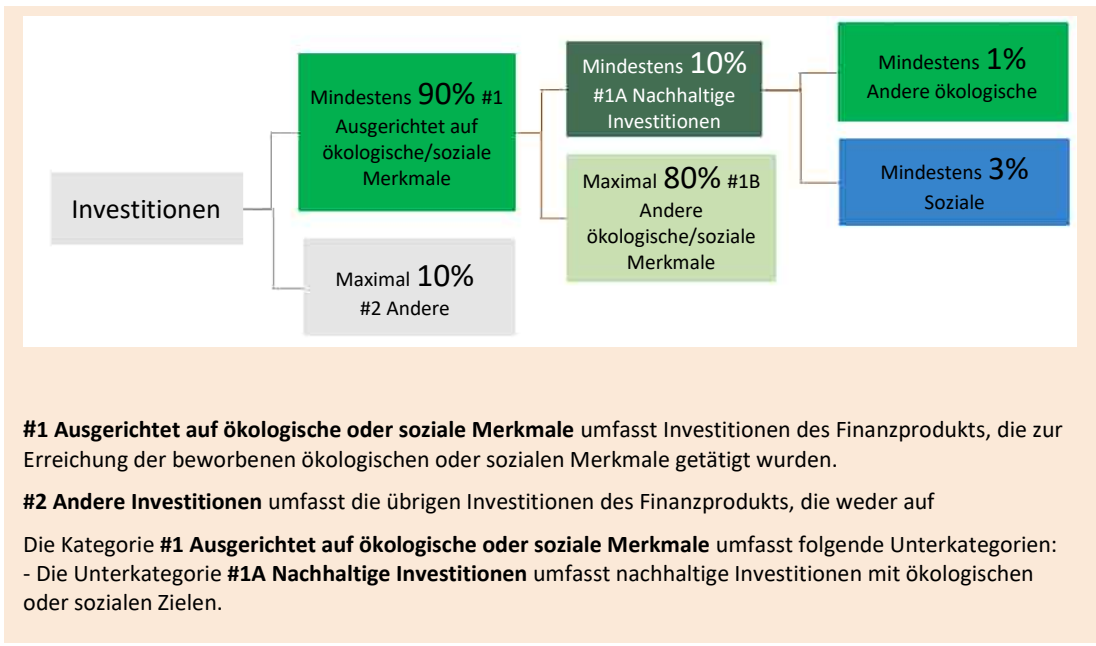 Investitionen
Mindestens 90% #1
Ausgerichtet auf
ökologische/soziale
Merkmale
Maximal 10%
#2 Andere
Mindestens 10%
#1A Nachhaltige
Investitionen
Maximal 80% #1B
Andere
ökologische/soziale
Merkmale
Mindestens 1%
Andere ökologische
Mindestens 3%
Soziale
#1 Ausgerichtet auf ökologische oder soziale Merkmale umfasst Investitionen des Finanzprodukts, die zur
Erreichung der beworbenen ökologischen oder sozialen Merkmale getätigt wurden.
#2 Andere Investitionen umfasst die übrigen Investitionen des Finanzprodukts, die weder auf
Die Kategorie #1 Ausgerichtet auf ökologische oder soziale Merkmale umfasst folgende Unterkategorien:
- Die Unterkategorie #1A Nachhaltige Investitionen umfasst nachhaltige Investitionen mit ökologischen
oder sozialen Zielen.